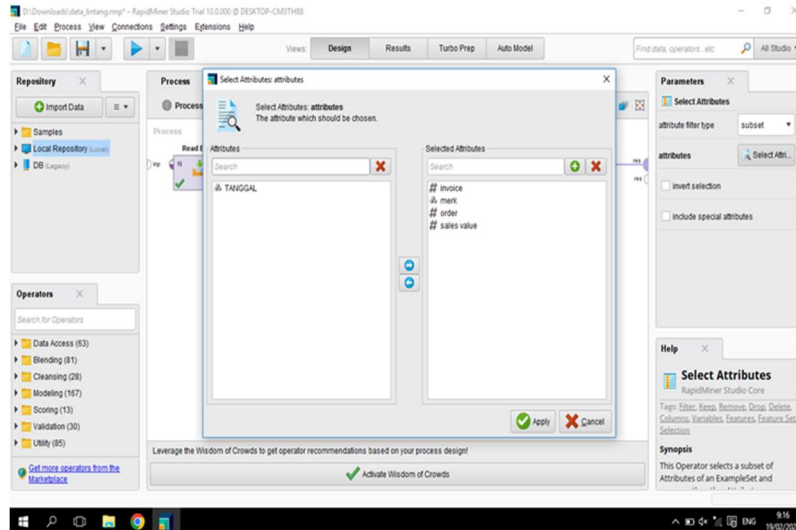 D:\Downloads\data_lintang.rmp* – RapidMiner Studio Trial 10.0.000 @ DESKTOP-CM3TH88
File Edit Process View Connections Settings Extensions Help
Views: Design Results Turbo Prep Auto Model
Find data, operators...etc
All Studio
Repository
Import Data
Samples
Local Repository (Local)
DB (Legacy)
Process
Process
Process
Read
inp
res
res
Select Attributes: attributes
Select Attributes: attributes
The attribute which should be chosen.
Attributes
Search
TANGGAL
Selected Attributes
Search
invoice
merk
order
sales value
Apply
Cancel
Parameters
Select Attributes
attribute filter type
subset
attributes
Select Attri...
invert selection
include special attributes
Operators
Search for Operators
Data Access (63)
Blending (81)
Cleansing (28)
Modeling (167)
Scoring (13)
Validation (30)
Utility (85)
Get more operators from the
Marketplace
Leverage the Wisdom of Crowds to get operator recommendations based on your process design!
Activate Wisdom of Crowds
Help
Select Attributes
RapidMiner Studio Core
Tags: Filter, Keep, Remove, Drop, Delete,
Columns, Variables, Features, Feature Set,
Selection
Synopsis
This Operator selects a subset of
Attributes of an ExampleSet and
ENG
9:16